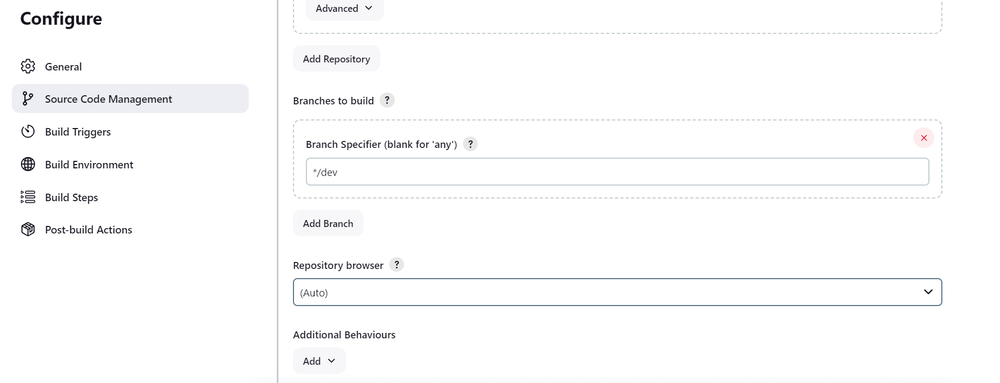 Configure
General
Source Code Management
Build Triggers
Build Environment
Build Steps
Post-build Actions
Advanced
Add Repository
Branches to build ?
Branch Specifier (blank for 'any') ?
*/dev
Add Branch
Repository browser ?
(Auto)
Additional Behaviours
Add